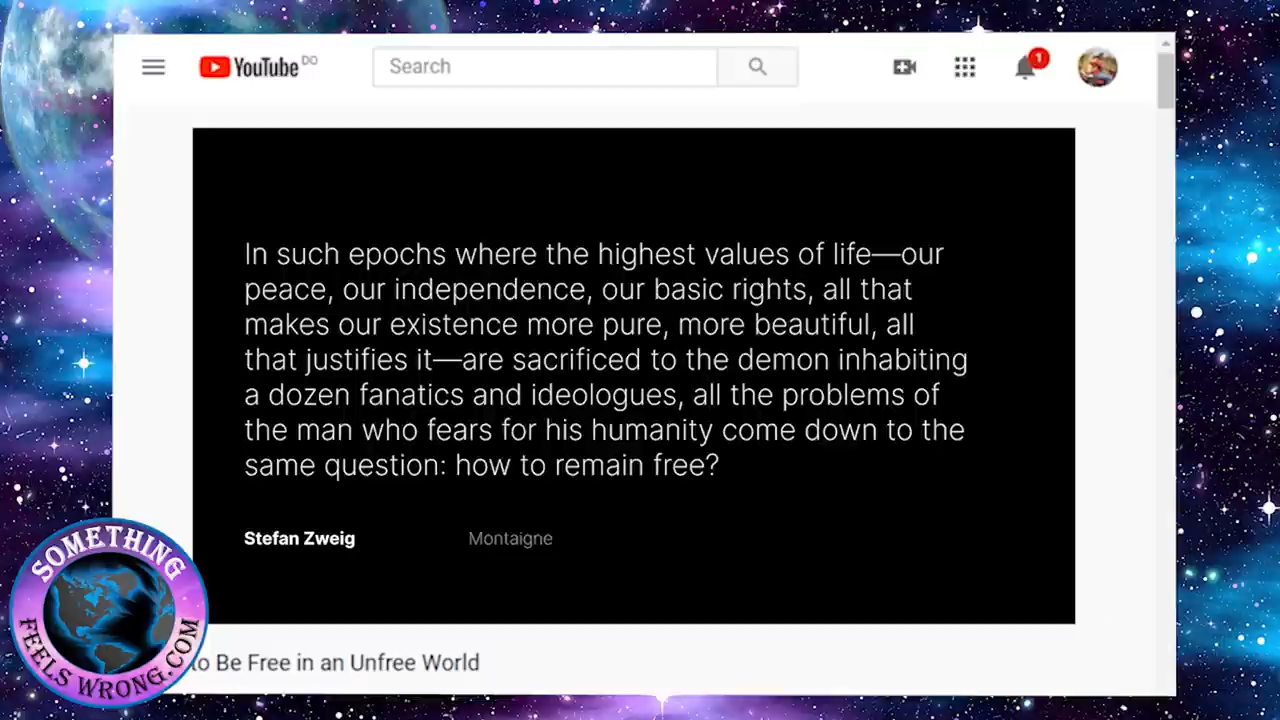 YouTube DO
Search
1
In such epochs where the highest values of life—our
peace, our independence, our basic rights, all that
makes our existence more pure, more beautiful, all
that justifies it—are sacrificed to the demon inhabiting
a dozen fanatics and ideologues, all the problems of
the man who fears for his humanity come down to the
same question: how to remain free?
Stefan Zweig Montaigne
SOMETHING
FEELS WRONG.COM
to Be Free in an Unfree World